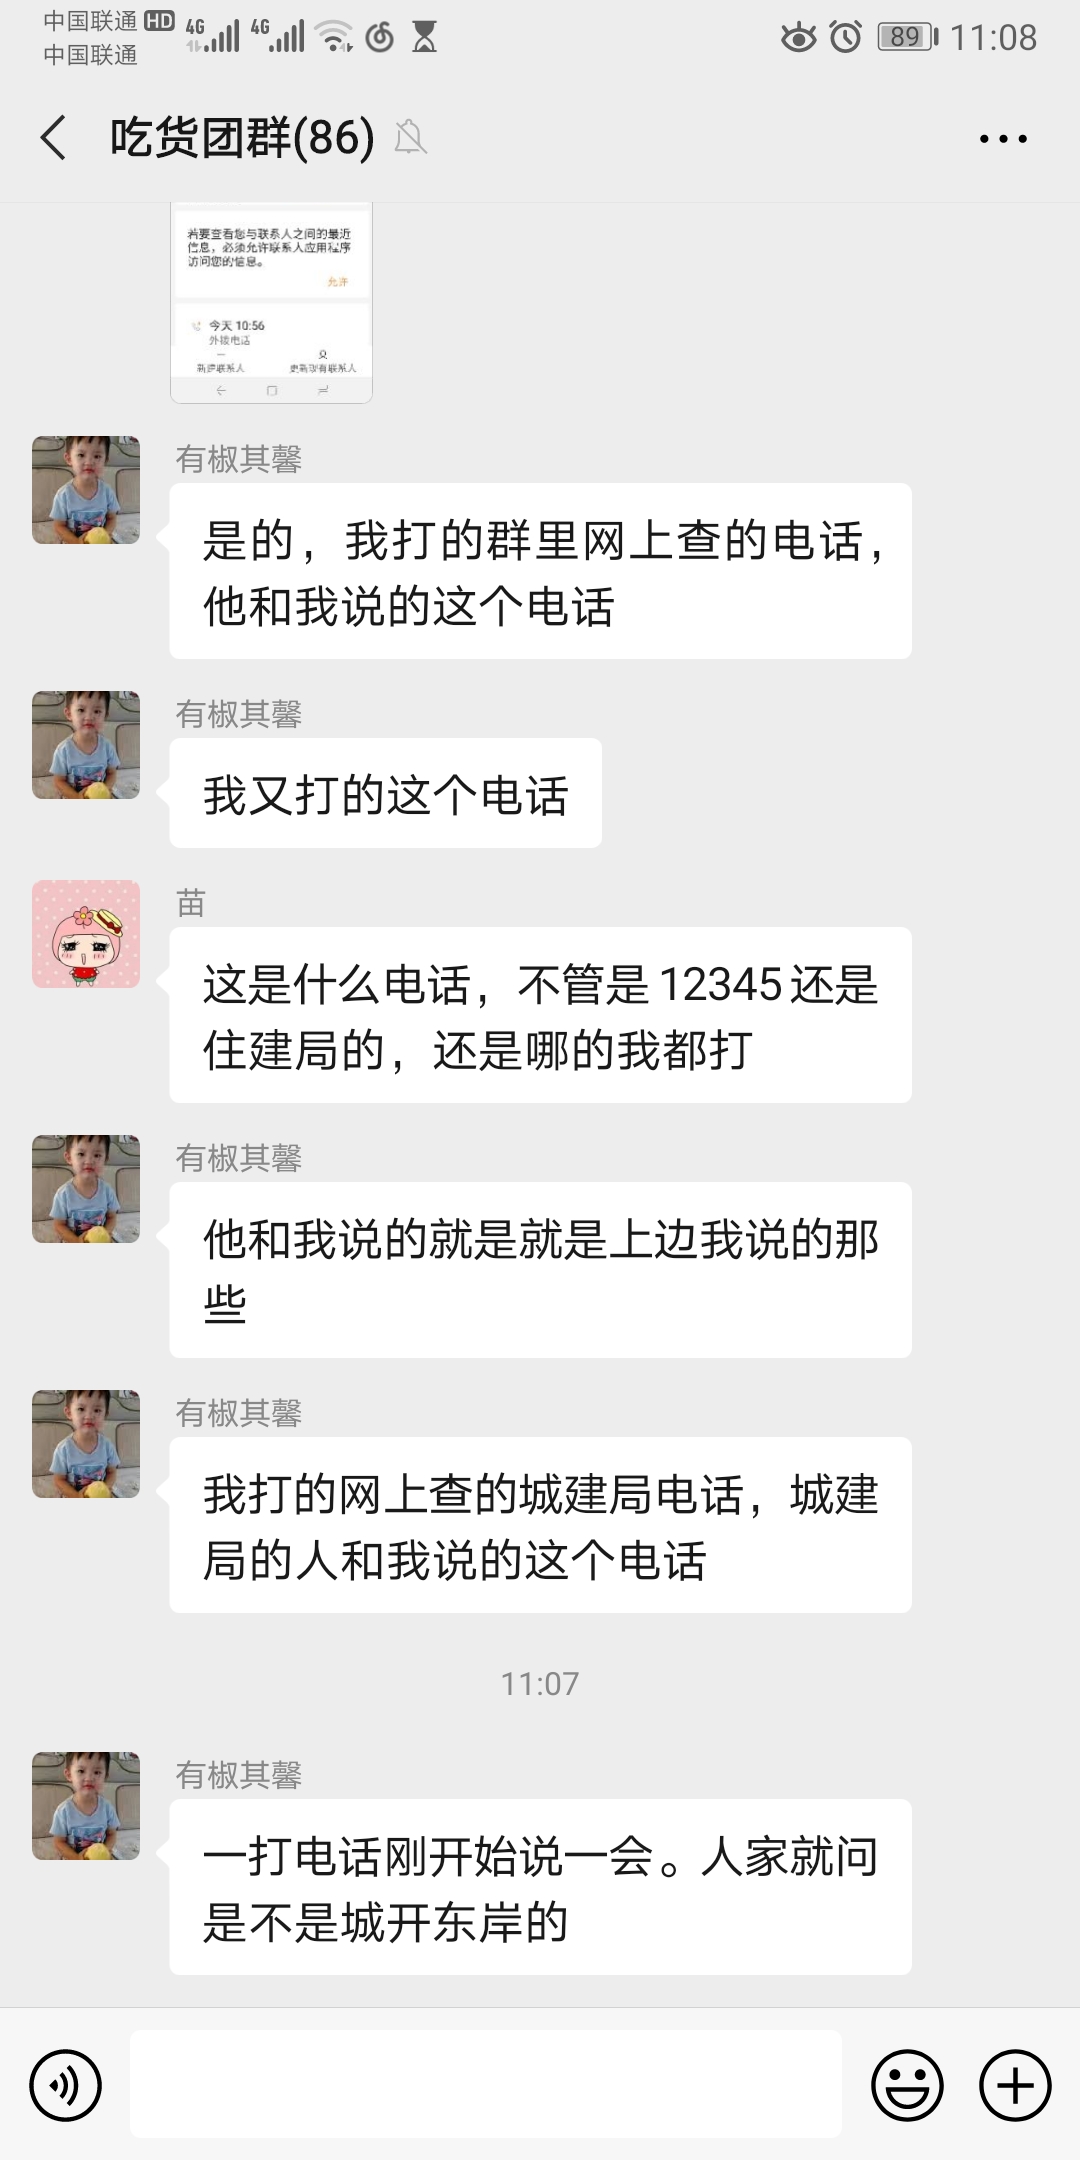 中国联通 HD 4G 4G 89 11:08
中国联通
吃货团群(86)
若要查看您与联系人之间的最近
信息，必须允许联系人应用程序
访问您的信息。
允许
今天 10:56
外拨电话
新建联系人 更新现有联系人
有椒其馨
是的，我打的群里网上查的电话，
他和我说的这个电话
有椒其馨
我又打的这个电话
苗
这是什么电话，不管是12345还是
住建局的，还是哪的我都打
有椒其馨
他和我说的就是就是上边我说的那
些
有椒其馨
我打的网上查的城建局电话，城建
局的人和我说的这个电话
11:07
有椒其馨
一打电话刚开始说一会。人家就问
是不是城开东岸的